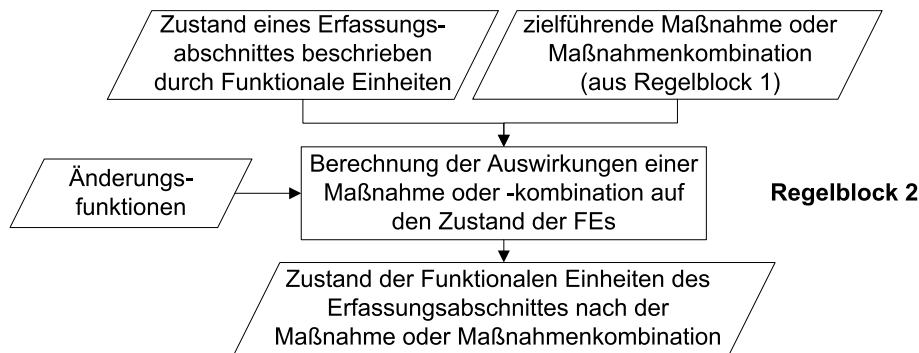 Zustand eines Erfassungs-
abschnittes beschrieben
durch Funktionale Einheiten
zielführende Maßnahme oder
Maßnahmenkombination
(aus Regelblock 1)
Änderungs-
funktionen
Berechnung der Auswirkungen einer
Maßnahme oder -kombination auf
den Zustand der FEs
Regelblock 2
Zustand der Funktionalen Einheiten des
Erfassungsabschnittes nach der
Maßnahme oder Maßnahmenkombination